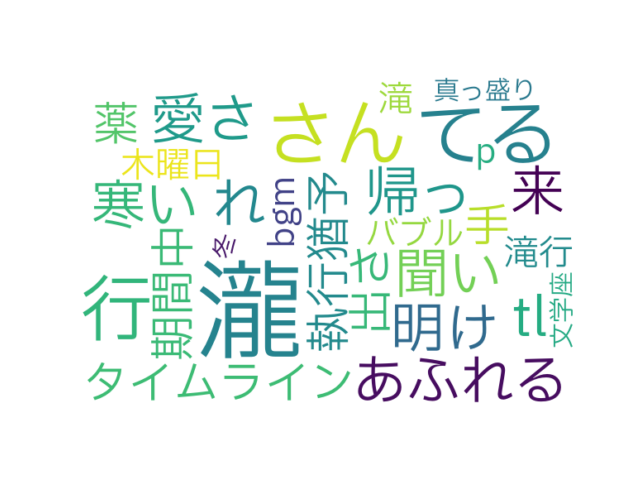 真っ盛り
滝
薬
愛さ
さん
てる
p
木曜日
寒い
れ
bgm
執行猶予
帰っ
来
手
バブル
滝行
中
冬
期間
瀧
出
れ
聞い
行
明け
tl
文学座
タイムライン
あふれる